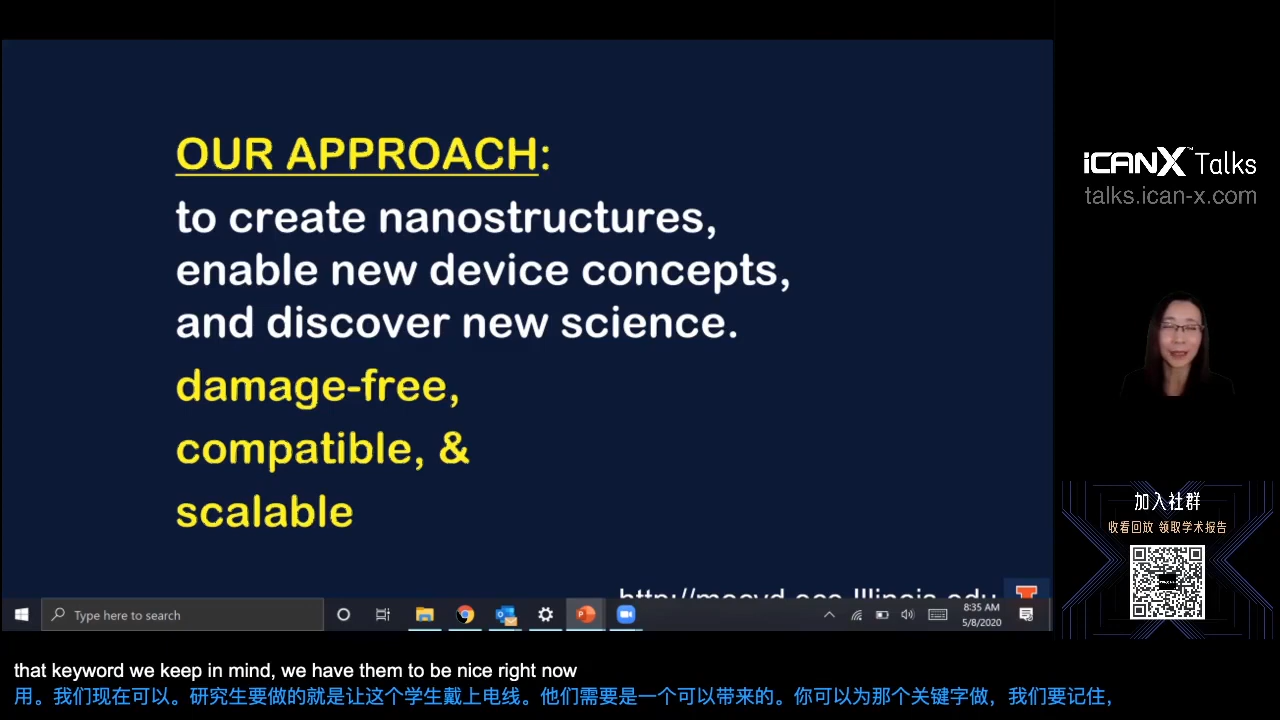 OUR APPROACH:
to create nanostructures,
enable new device concepts,
and discover new science.
damage-free,
compatible, &
scalable
Type here to search
8:35 AM
5/8/2020
iCANX Talks
talks.ican-x.com
加入社群
收看回放 领取学术报告
that keyword we keep in mind, we have them to be nice right now
用。我们现在可以。研究生要做的就是让这个学生戴上电线。他们需要是一个可以带来的。你可以为那个关键字做，我们要记住，